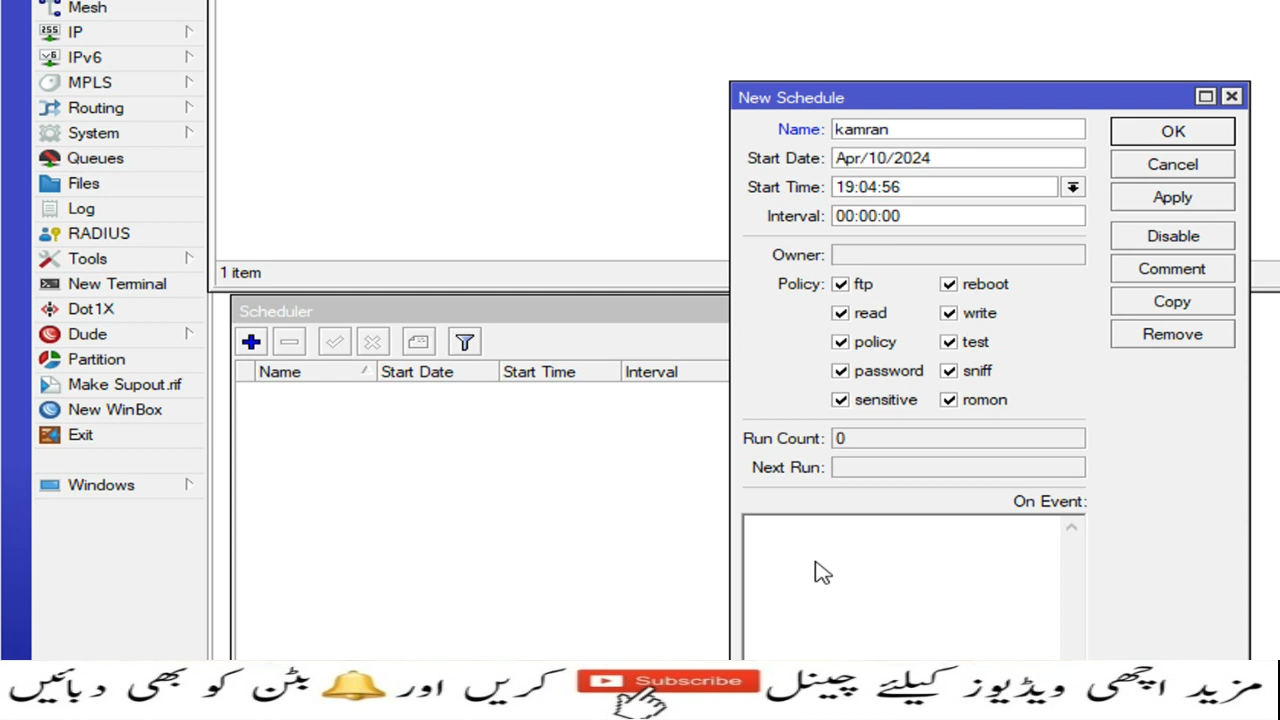 Mesh
IP
IPv6
MPLS
Routing
System
Queues
Files
Log
RADIUS
Tools
New Terminal
Dot1X
Dude
Partition
Make Supout.rif
New WinBox
Exit
Windows
1 item
Scheduler
Name
Start Date
Start Time
Interval
New Schedule
Name: kamran
Start Date: Apr/10/2024
Start Time: 19:04:56
Interval: 00:00:00
Owner:
Policy: ftp reboot
read write
policy test
password sniff
sensitive romon
Run Count: 0
Next Run:
On Event:
OK
Cancel
Apply
Disable
Comment
Copy
Remove
مزید اچھی ویڈیوز کیلئے چینل Subscribe کریں اور بٹن کو بھی دبائیں